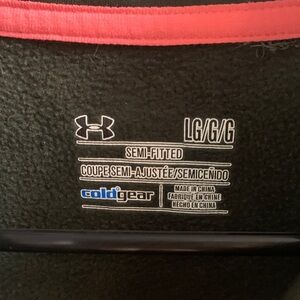 LG/G/G
SEMI-FITTED
COUPE SEMI-AJUSTÉE/SEMICEÑIDO
coldgear
MADE IN CHINA
FABRIQUÉ EN CHINE
HECHO EN CHINA